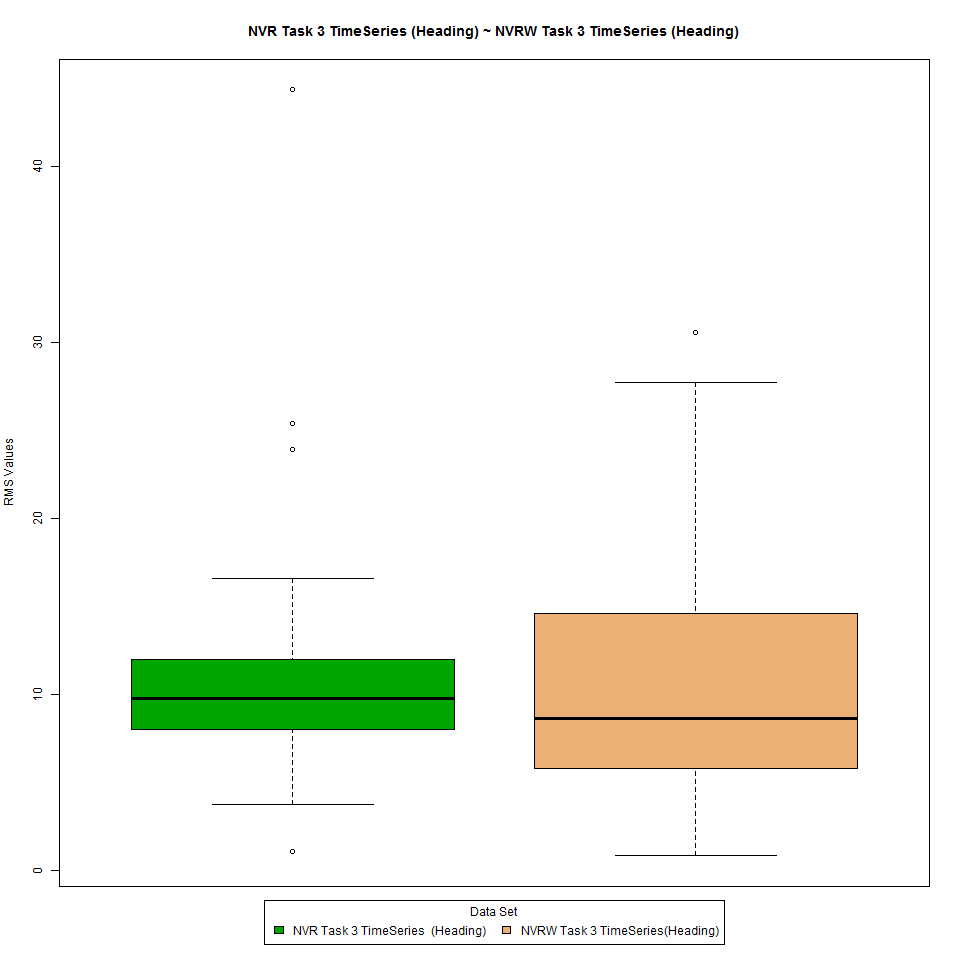 NVR Task 3 TimeSeries (Heading) ~ NVRW Task 3 TimeSeries (Heading)
40
30
20
10
0
RMS Values
Data Set
NVR Task 3 TimeSeries  (Heading)
NVRW Task 3 TimeSeries(Heading)